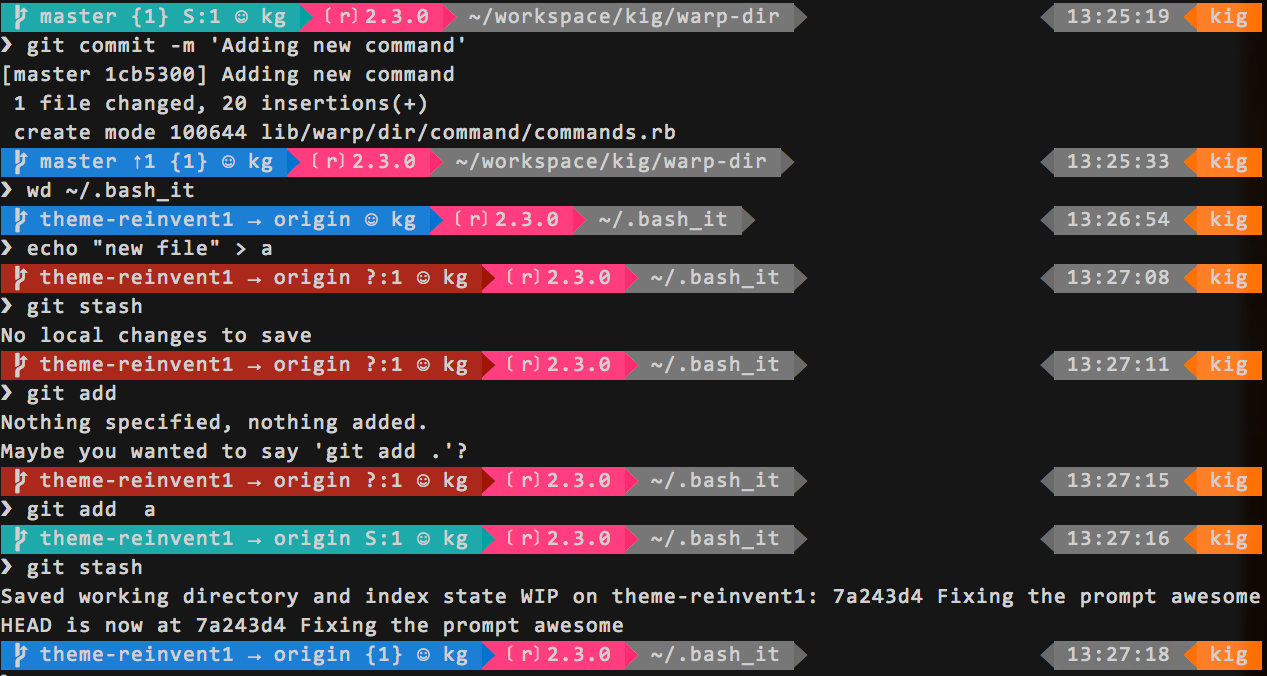 master {1} S:1 ☺ kg (r)2.3.0 ~/workspace/kig/warp-dir 13:25:19 kig
❯ git commit -m 'Adding new command'
[master 1cb5300] Adding new command
 1 file changed, 20 insertions(+)
 create mode 100644 lib/warp/dir/command/commands.rb
master ↑1 {1} ☺ kg (r)2.3.0 ~/workspace/kig/warp-dir 13:25:33 kig
❯ wd ~/.bash_it
theme-reinvent1 → origin ☺ kg (r)2.3.0 ~/.bash_it 13:26:54 kig
❯ echo "new file" > a
theme-reinvent1 → origin ?:1 ☺ kg (r)2.3.0 ~/.bash_it 13:27:08 kig
❯ git stash
No local changes to save
theme-reinvent1 → origin ?:1 ☺ kg (r)2.3.0 ~/.bash_it 13:27:11 kig
❯ git add
Nothing specified, nothing added.
Maybe you wanted to say 'git add .'?
theme-reinvent1 → origin ?:1 ☺ kg (r)2.3.0 ~/.bash_it 13:27:15 kig
❯ git add  a
theme-reinvent1 → origin S:1 ☺ kg (r)2.3.0 ~/.bash_it 13:27:16 kig
❯ git stash
Saved working directory and index state WIP on theme-reinvent1: 7a243d4 Fixing the prompt awesome
HEAD is now at 7a243d4 Fixing the prompt awesome
theme-reinvent1 → origin {1} ☺ kg (r)2.3.0 ~/.bash_it 13:27:18 kig